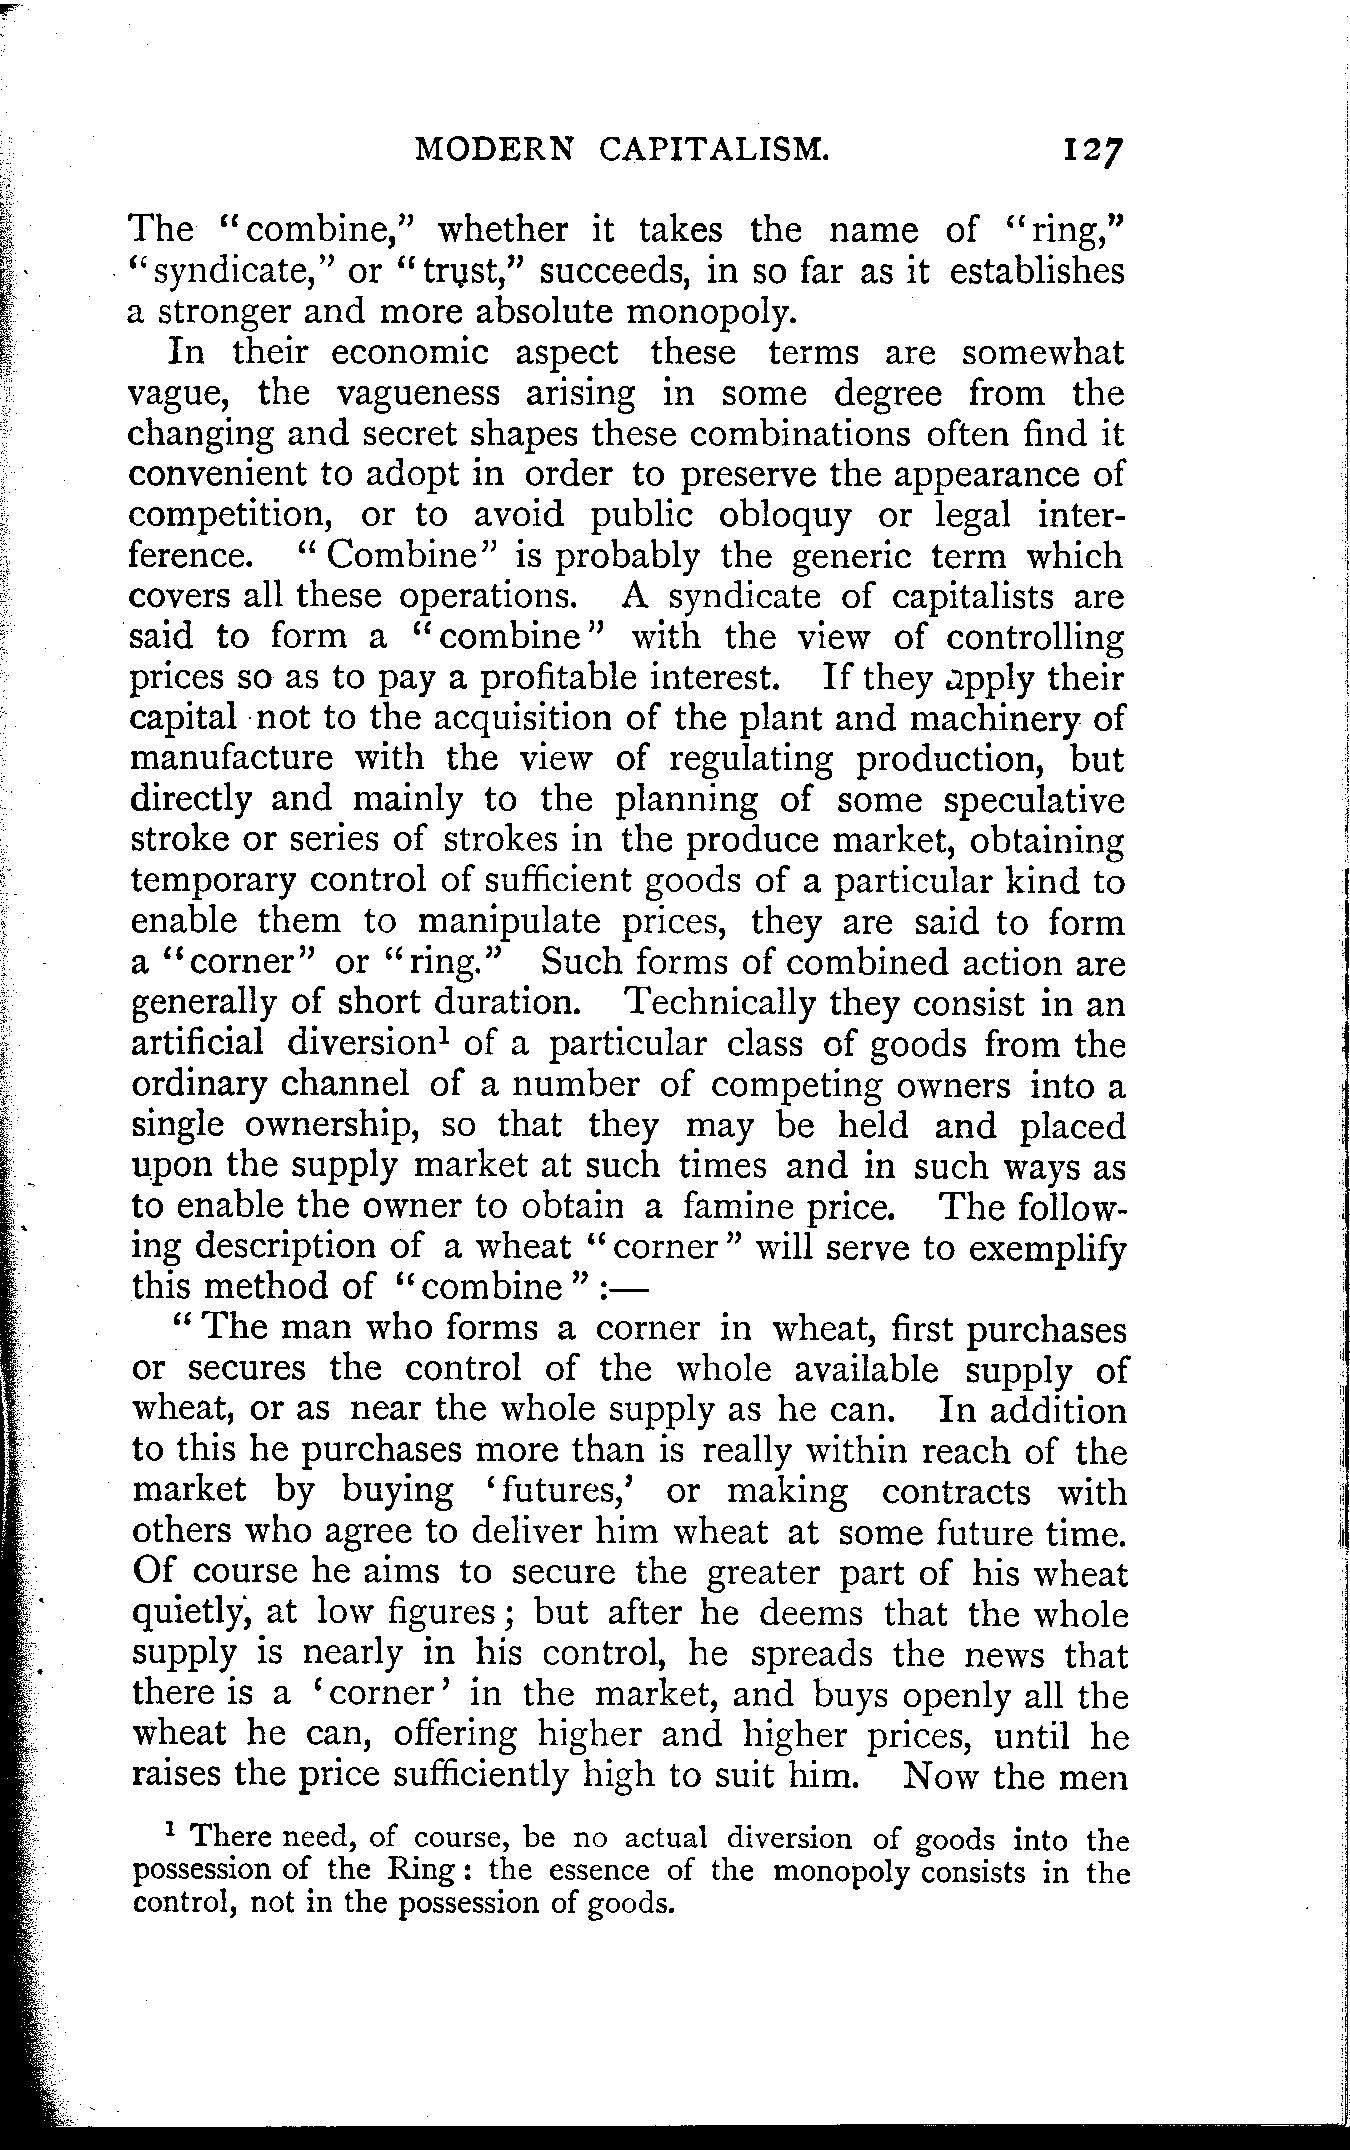 MODERN CAPITALISM. 127
The "combine," whether it takes the name of "ring,"
"syndicate," or "trust," succeeds, in so far as it establishes
a stronger and more absolute monopoly.
In their economic aspect these terms are somewhat
vague, the vagueness arising in some degree from the
changing and secret shapes these combinations often find it
convenient to adopt in order to preserve the appearance of
competition, or to avoid public obloquy or legal inter-
ference. "Combine" is probably the generic term which
covers all these operations. A syndicate of capitalists are
said to form a "combine" with the view of controlling
prices so as to pay a profitable interest. If they apply their
capital not to the acquisition of the plant and machinery of
manufacture with the view of regulating production, but
directly and mainly to the planning of some speculative
stroke or series of strokes in the produce market, obtaining
temporary control of sufficient goods of a particular kind to
enable them to manipulate prices, they are said to form
a "corner" or "ring." Such forms of combined action are
generally of short duration. Technically they consist in an
artificial diversion¹ of a particular class of goods from the
ordinary channel of a number of competing owners into a
single ownership, so that they may be held and placed
upon the supply market at such times and in such ways as
to enable the owner to obtain a famine price. The follow-
ing description of a wheat "corner" will serve to exemplify
this method of "combine":—
"The man who forms a corner in wheat, first purchases
or secures the control of the whole available supply of
wheat, or as near the whole supply as he can. In addition
to this he purchases more than is really within reach of the
market by buying 'futures,' or making contracts with
others who agree to deliver him wheat at some future time.
Of course he aims to secure the greater part of his wheat
quietly, at low figures; but after he deems that the whole
supply is nearly in his control, he spreads the news that
there is a 'corner' in the market, and buys openly all the
wheat he can, offering higher and higher prices, until he
raises the price sufficiently high to suit him. Now the men
¹ There need, of course, be no actual diversion of goods into the
possession of the Ring: the essence of the monopoly consists in the
control, not in the possession of goods.